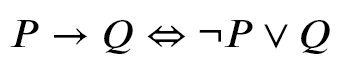 P → Q ⇔ ¬P ∨ Q